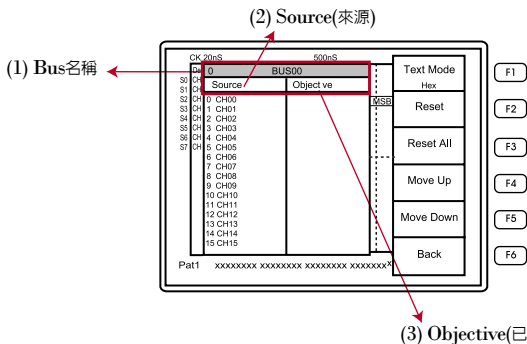 (2) Source(來源)
(1) Bus名稱
CK 20nS 500nS
0 BUS00
Source Objective
S0 CH
S1 CH
S2 CH
S3 CH
S4 CH
S5 CH
S6 CH
S7 CH
MSB
0 CH00
1 CH01
2 CH02
3 CH03
4 CH04
5 CH05
6 CH06
7 CH07
8 CH08
9 CH09
10 CH10
11 CH11
12 CH12
13 CH13
14 CH14
15 CH15
Text Mode
Hex
F1
Reset
F2
Reset All
F3
Move Up
F4
Move Down
F5
Back
F6
Pat1 xxxxxxxx xxxxxxxx xxxxxxxx xxxxxxxx
(3) Objective(已